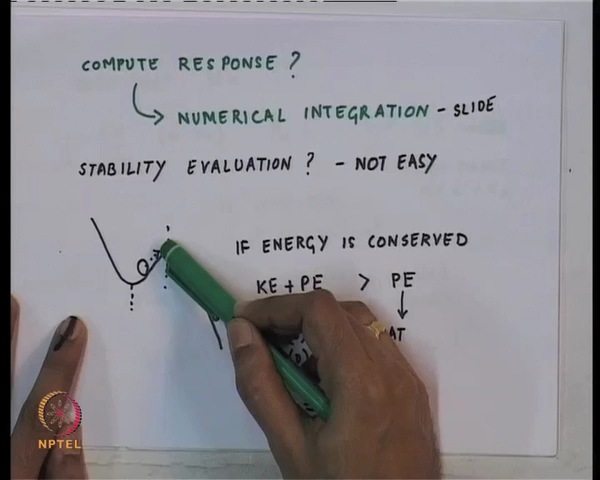 COMPUTE RESPONSE ?
NUMERICAL INTEGRATION - SLIDE
STABILITY EVALUATION ? - NOT EASY
IF ENERGY IS CONSERVED
KE + PE > PE
AT
NPTEL